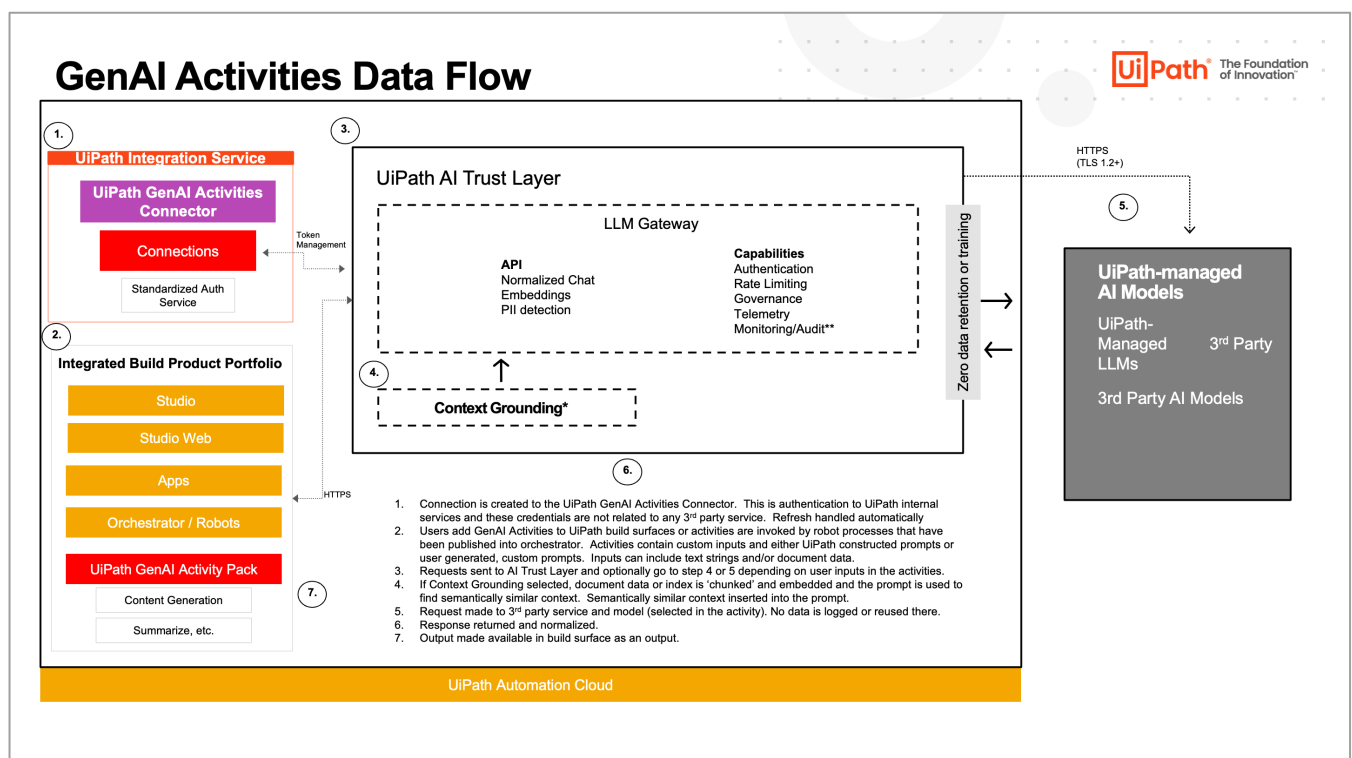 GenAI Activities Data Flow
UiPath® The Foundation
of Innovation™
1.
UiPath Integration Service
UiPath GenAI Activities
Connector
Connections
Standardized Auth
Service
Token
Management
2.
Integrated Build Product Portfolio
Studio
Studio Web
Apps
Orchestrator / Robots
UiPath GenAI Activity Pack
Content Generation
Summarize, etc.
HTTPS
7.
3.
UiPath AI Trust Layer
LLM Gateway
API
Normalized Chat
Embeddings
PII detection
Capabilities
Authentication
Rate Limiting
Governance
Telemetry
Monitoring/Audit**
4.
Context Grounding*
Zero data retention or training
6.
HTTPS
(TLS 1.2+)
5.
UiPath-managed
AI Models
UiPath-
Managed
LLMs
3rd Party
3rd Party AI Models
1. Connection is created to the UiPath GenAI Activities Connector. This is authentication to UiPath internal
services and these credentials are not related to any 3rd party service. Refresh handled automatically
2. Users add GenAI Activities to UiPath build surfaces or activities are invoked by robot processes that have
been published into orchestrator. Activities contain custom inputs and either UiPath constructed prompts or
user generated, custom prompts. Inputs can include text strings and/or document data.
3. Requests sent to AI Trust Layer and optionally go to step 4 or 5 depending on user inputs in the activities.
4. If Context Grounding selected, document data or index is ‘chunked’ and embedded and the prompt is used to
find semantically similar context. Semantically similar context inserted into the prompt.
5. Request made to 3rd party service and model (selected in the activity). No data is logged or reused there.
6. Response returned and normalized.
7. Output made available in build surface as an output.
UiPath Automation Cloud